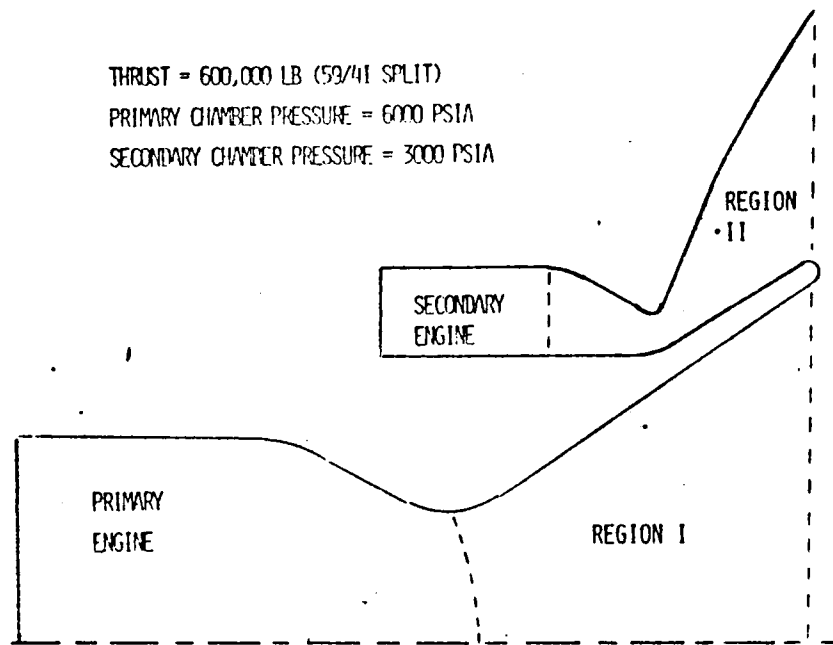 THRUST = 600,000 LB (59/41 SPLIT)
PRIMARY CHAMBER PRESSURE = 6000 PSIA
SECONDARY CHAMBER PRESSURE = 3000 PSIA
REGION
II
SECONDARY
ENGINE
PRIMARY
ENGINE
REGION I